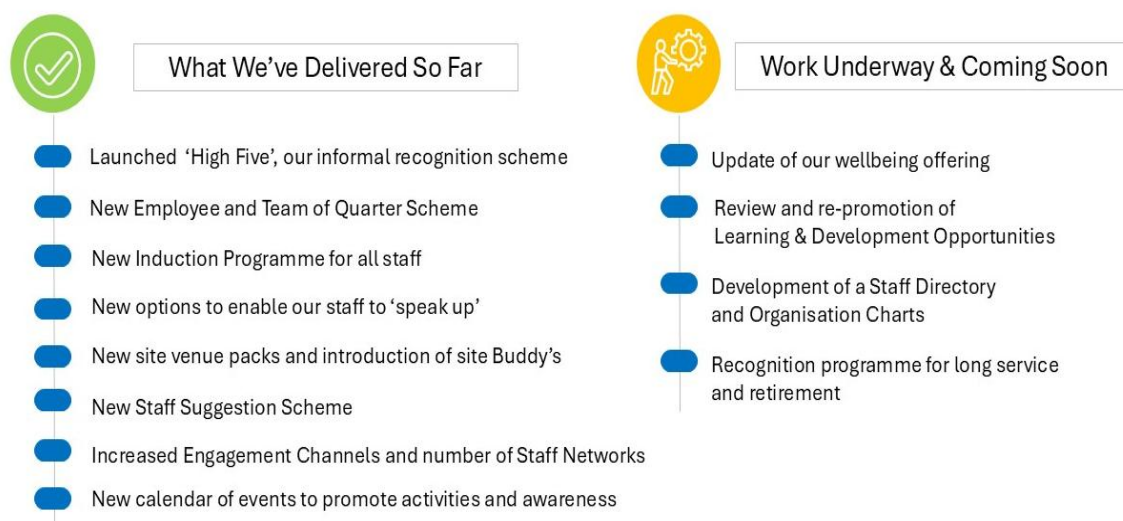 What We've Delivered So Far
Launched ‘High Five’, our informal recognition scheme
New Employee and Team of Quarter Scheme
New Induction Programme for all staff
New options to enable our staff to ‘speak up’
New site venue packs and introduction of site Buddy’s
New Staff Suggestion Scheme
Increased Engagement Channels and number of Staff Networks
New calendar of events to promote activities and awareness
Work Underway & Coming Soon
Update of our wellbeing offering
Review and re-promotion of
Learning & Development Opportunities
Development of a Staff Directory
and Organisation Charts
Recognition programme for long service
and retirement